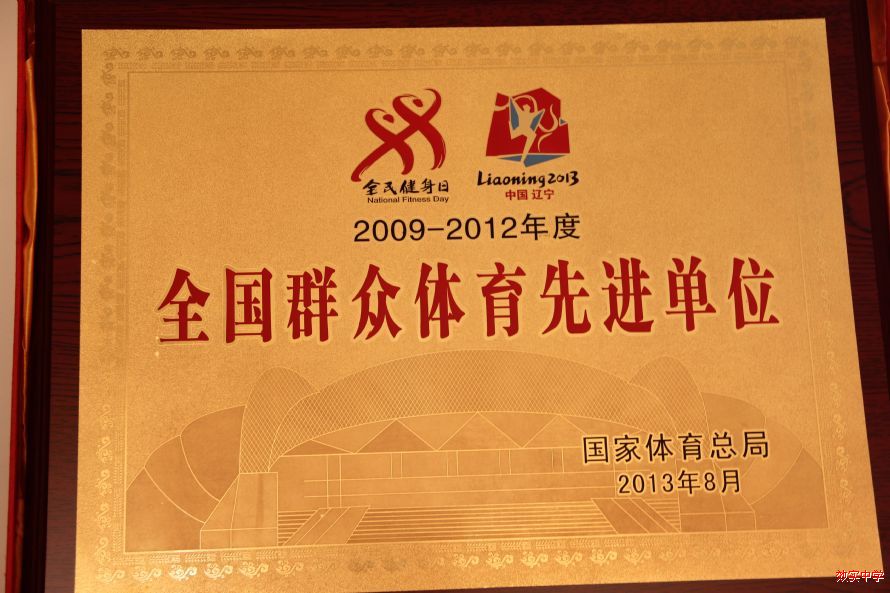 全民健身日
National Fitness Day
Liaoning2013
中国 辽宁
2009-2012年度
全国群众体育先进单位
国家体育总局
2013年8月